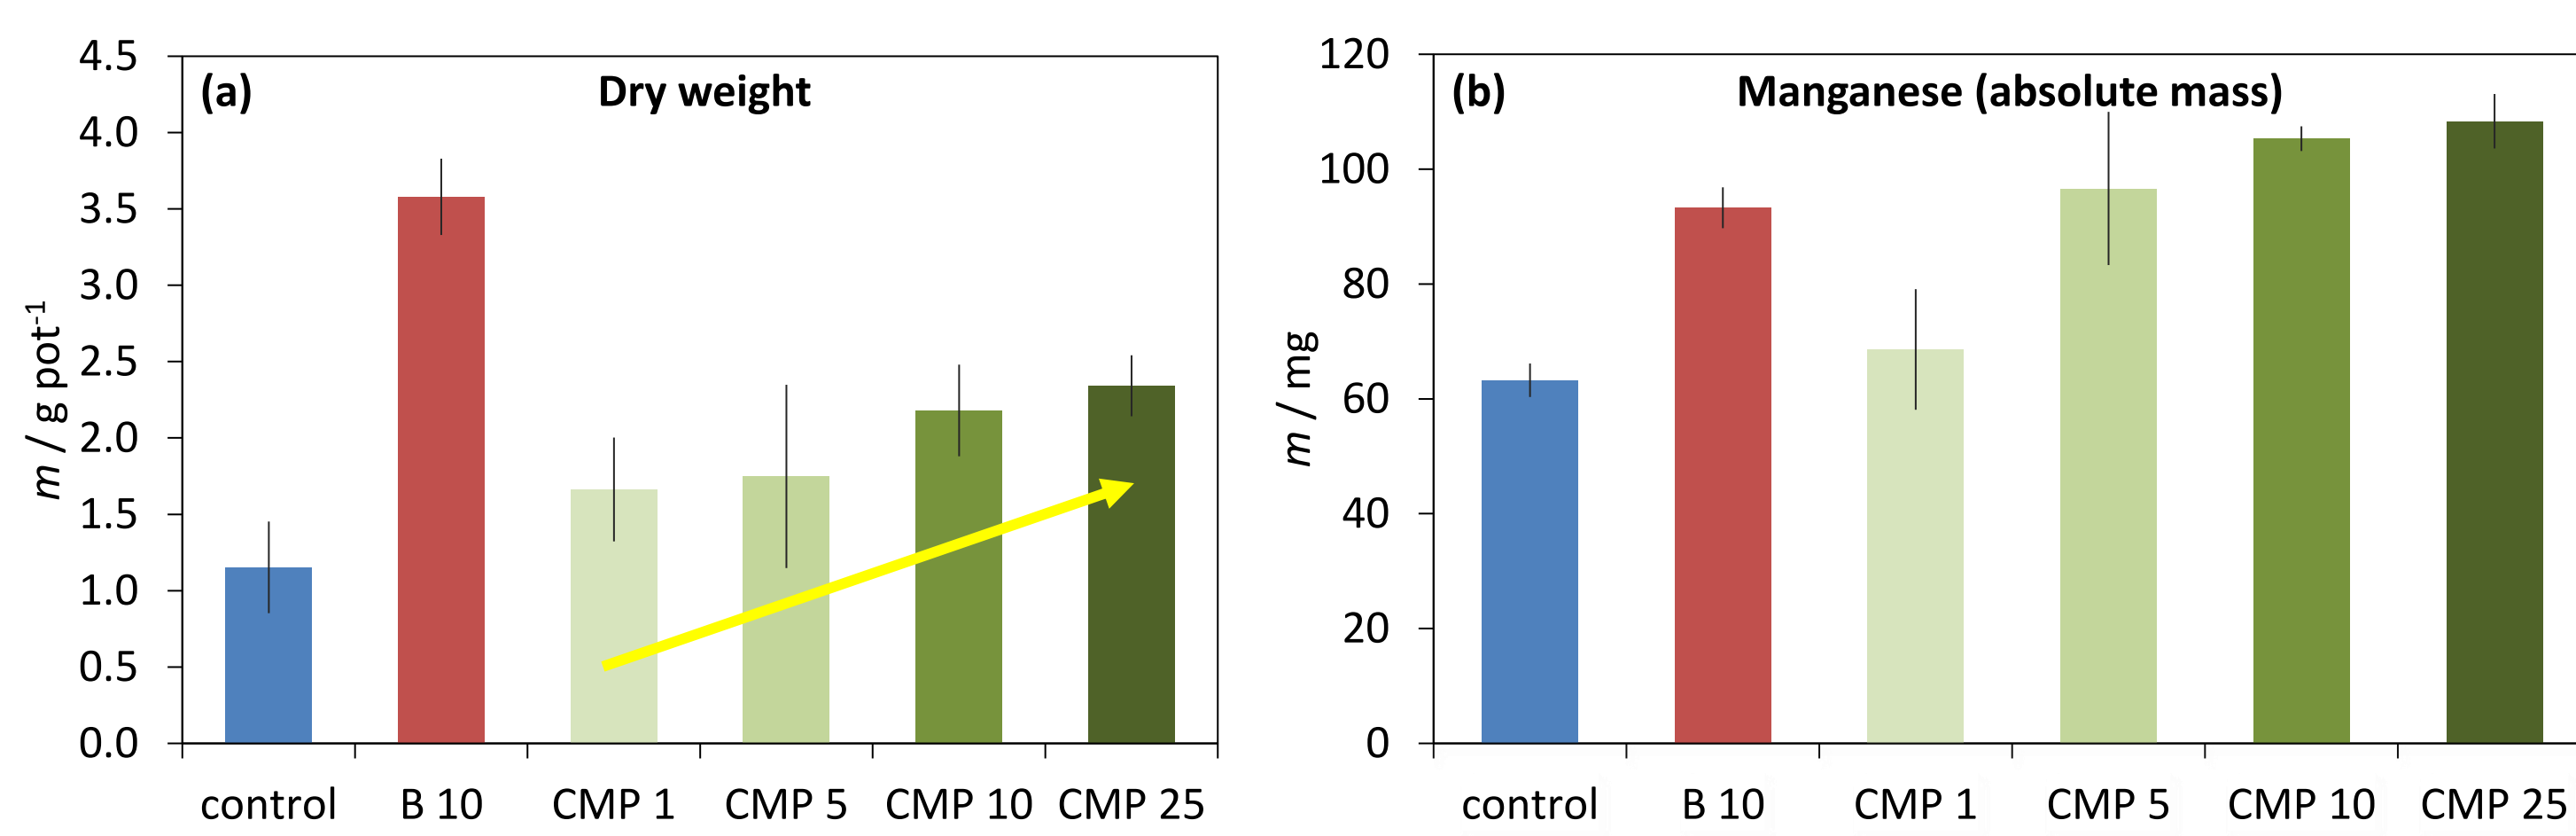 (a) Dry weight
4.5
4.0
3.5
3.0
2.5
2.0
1.5
1.0
0.5
0.0
m / g pot-1
control B 10 CMP 1 CMP 5 CMP 10 CMP 25
(b) Manganese (absolute mass)
120
100
80
60
40
20
0
m / mg
control B 10 CMP 1 CMP 5 CMP 10 CMP 25